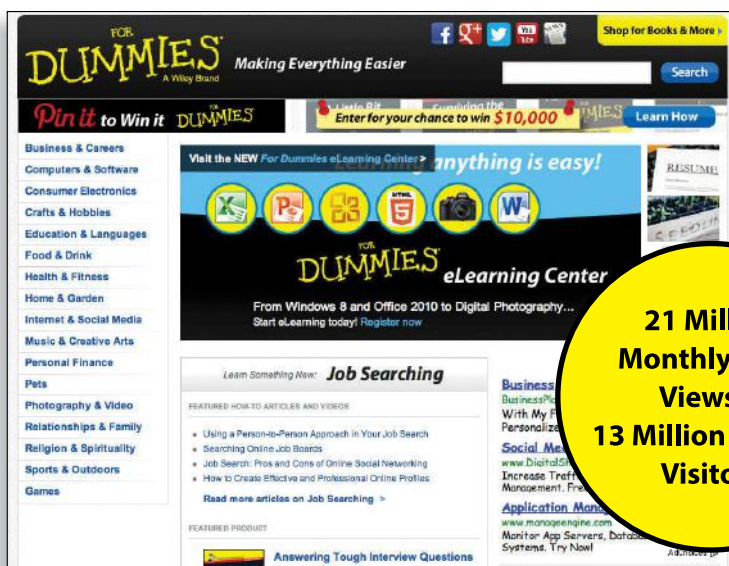 FOR
DUMMIES
A Wiley Brand
Making Everything Easier
You
Tube
Shop for Books & More
Search
Pin it to Win it DUMMIES
Enter for your chance to win $10,000
Learn How
Business & Careers
Computers & Software
Consumer Electronics
Crafts & Hobbies
Education & Languages
Food & Drink
Health & Fitness
Home & Garden
Internet & Social Media
Music & Creative Arts
Personal Finance
Pets
Photography & Video
Relationships & Family
Religion & Spirituality
Sports & Outdoors
Games
Visit the NEW For Dummies eLearning Center >
anything is easy!
HTML
5
FOR
DUMMIES eLearning Center
From Windows 8 and Office 2010 to Digital Photography...
Start eLearning today! Register now
RESUME
Learn Something New: Job Searching
FEATURED HOW-TO ARTICLES AND VIDEOS
Using a Person-to-Person Approach in Your Job Search
Searching Online Job Boards
Job Search: Pros and Cons of Online Social Networking
How to Create Effective and Professional Online Profiles
Read more articles on Job Searching >
FEATURED PRODUCT
Answering Tough Interview Questions
Business
With My
Personalize
Social
Increase
Management.
Application
www.manageengine.com
Monitor App Servers,
Systems. Try Now!
21
Monthly
Views
13 Million